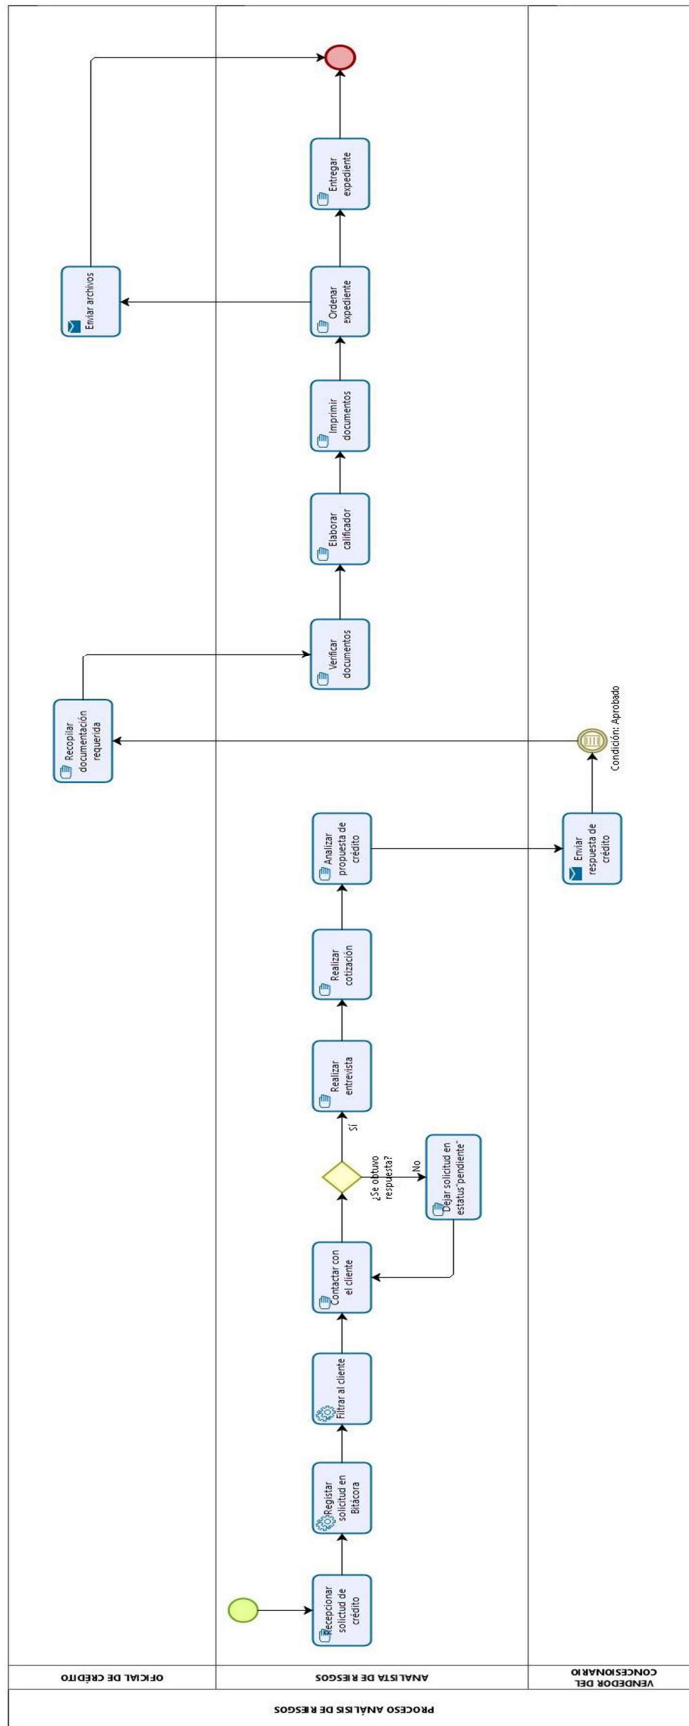 PROCESO ANÁLISIS DE RIESGOS
OFICIAL DE CRÉDITO
ANALISTA DE RIESGOS
VENDEDOR DEL
CONCESIONARIO
Recepcionar
solictud de
crédito
Registar
solicitud en
Bitácora
Filtrar al cliente
Contactar con
el cliente
¿Se obtuvo
respuesta?
No
Dejar solicitud en
estatus"pendiente"
Sí
Realizar
entrevista
Realizar
cotización
Analizar
propuesta de
crédito
Enviar
respuesta de
crédito
Condición: Aprobado
Recopilar
documentación
requerida
Verificar
documentos
Elaborar
calificador
Imprimir
documentos
Ordenar
expediente
Enviar archivos
Entregar
expediente